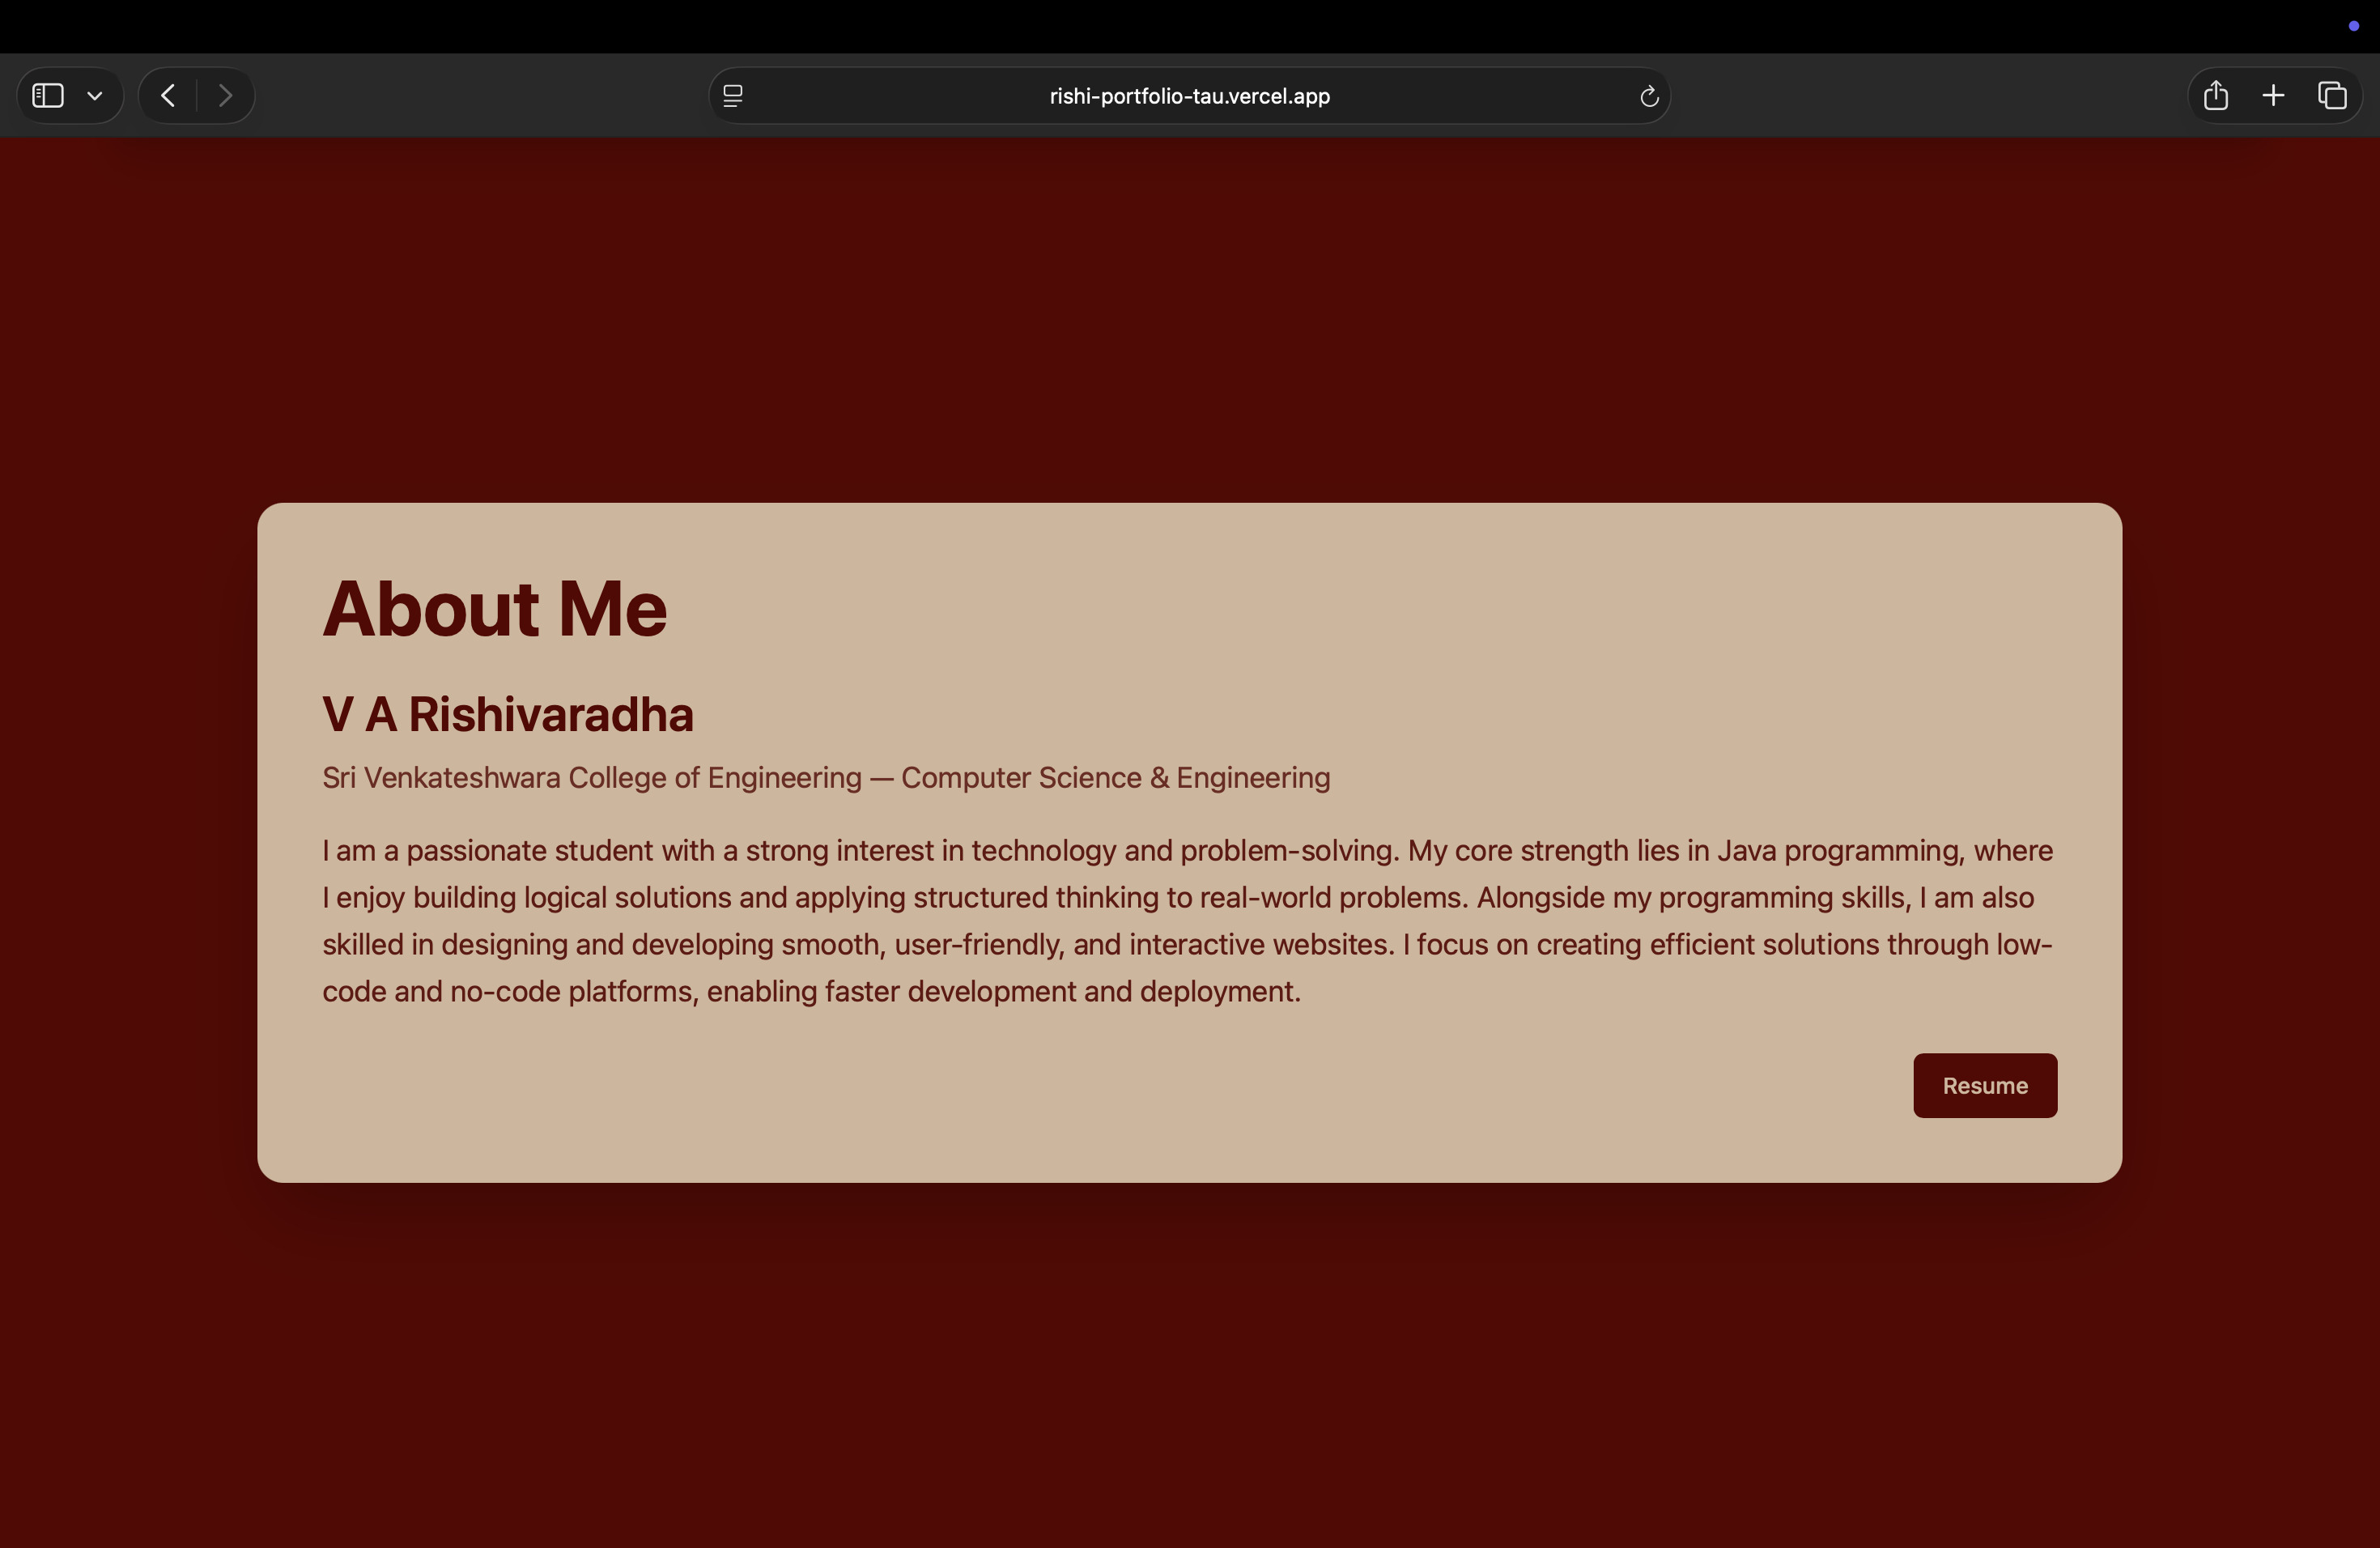 rishi-portfolio-tau.vercel.app
About Me
V A Rishivaradha
Sri Venkateshwara College of Engineering — Computer Science & Engineering
I am a passionate student with a strong interest in technology and problem-solving. My core strength lies in Java programming, where
I enjoy building logical solutions and applying structured thinking to real-world problems. Alongside my programming skills, I am also
skilled in designing and developing smooth, user-friendly, and interactive websites. I focus on creating efficient solutions through low-
code and no-code platforms, enabling faster development and deployment.
Resume